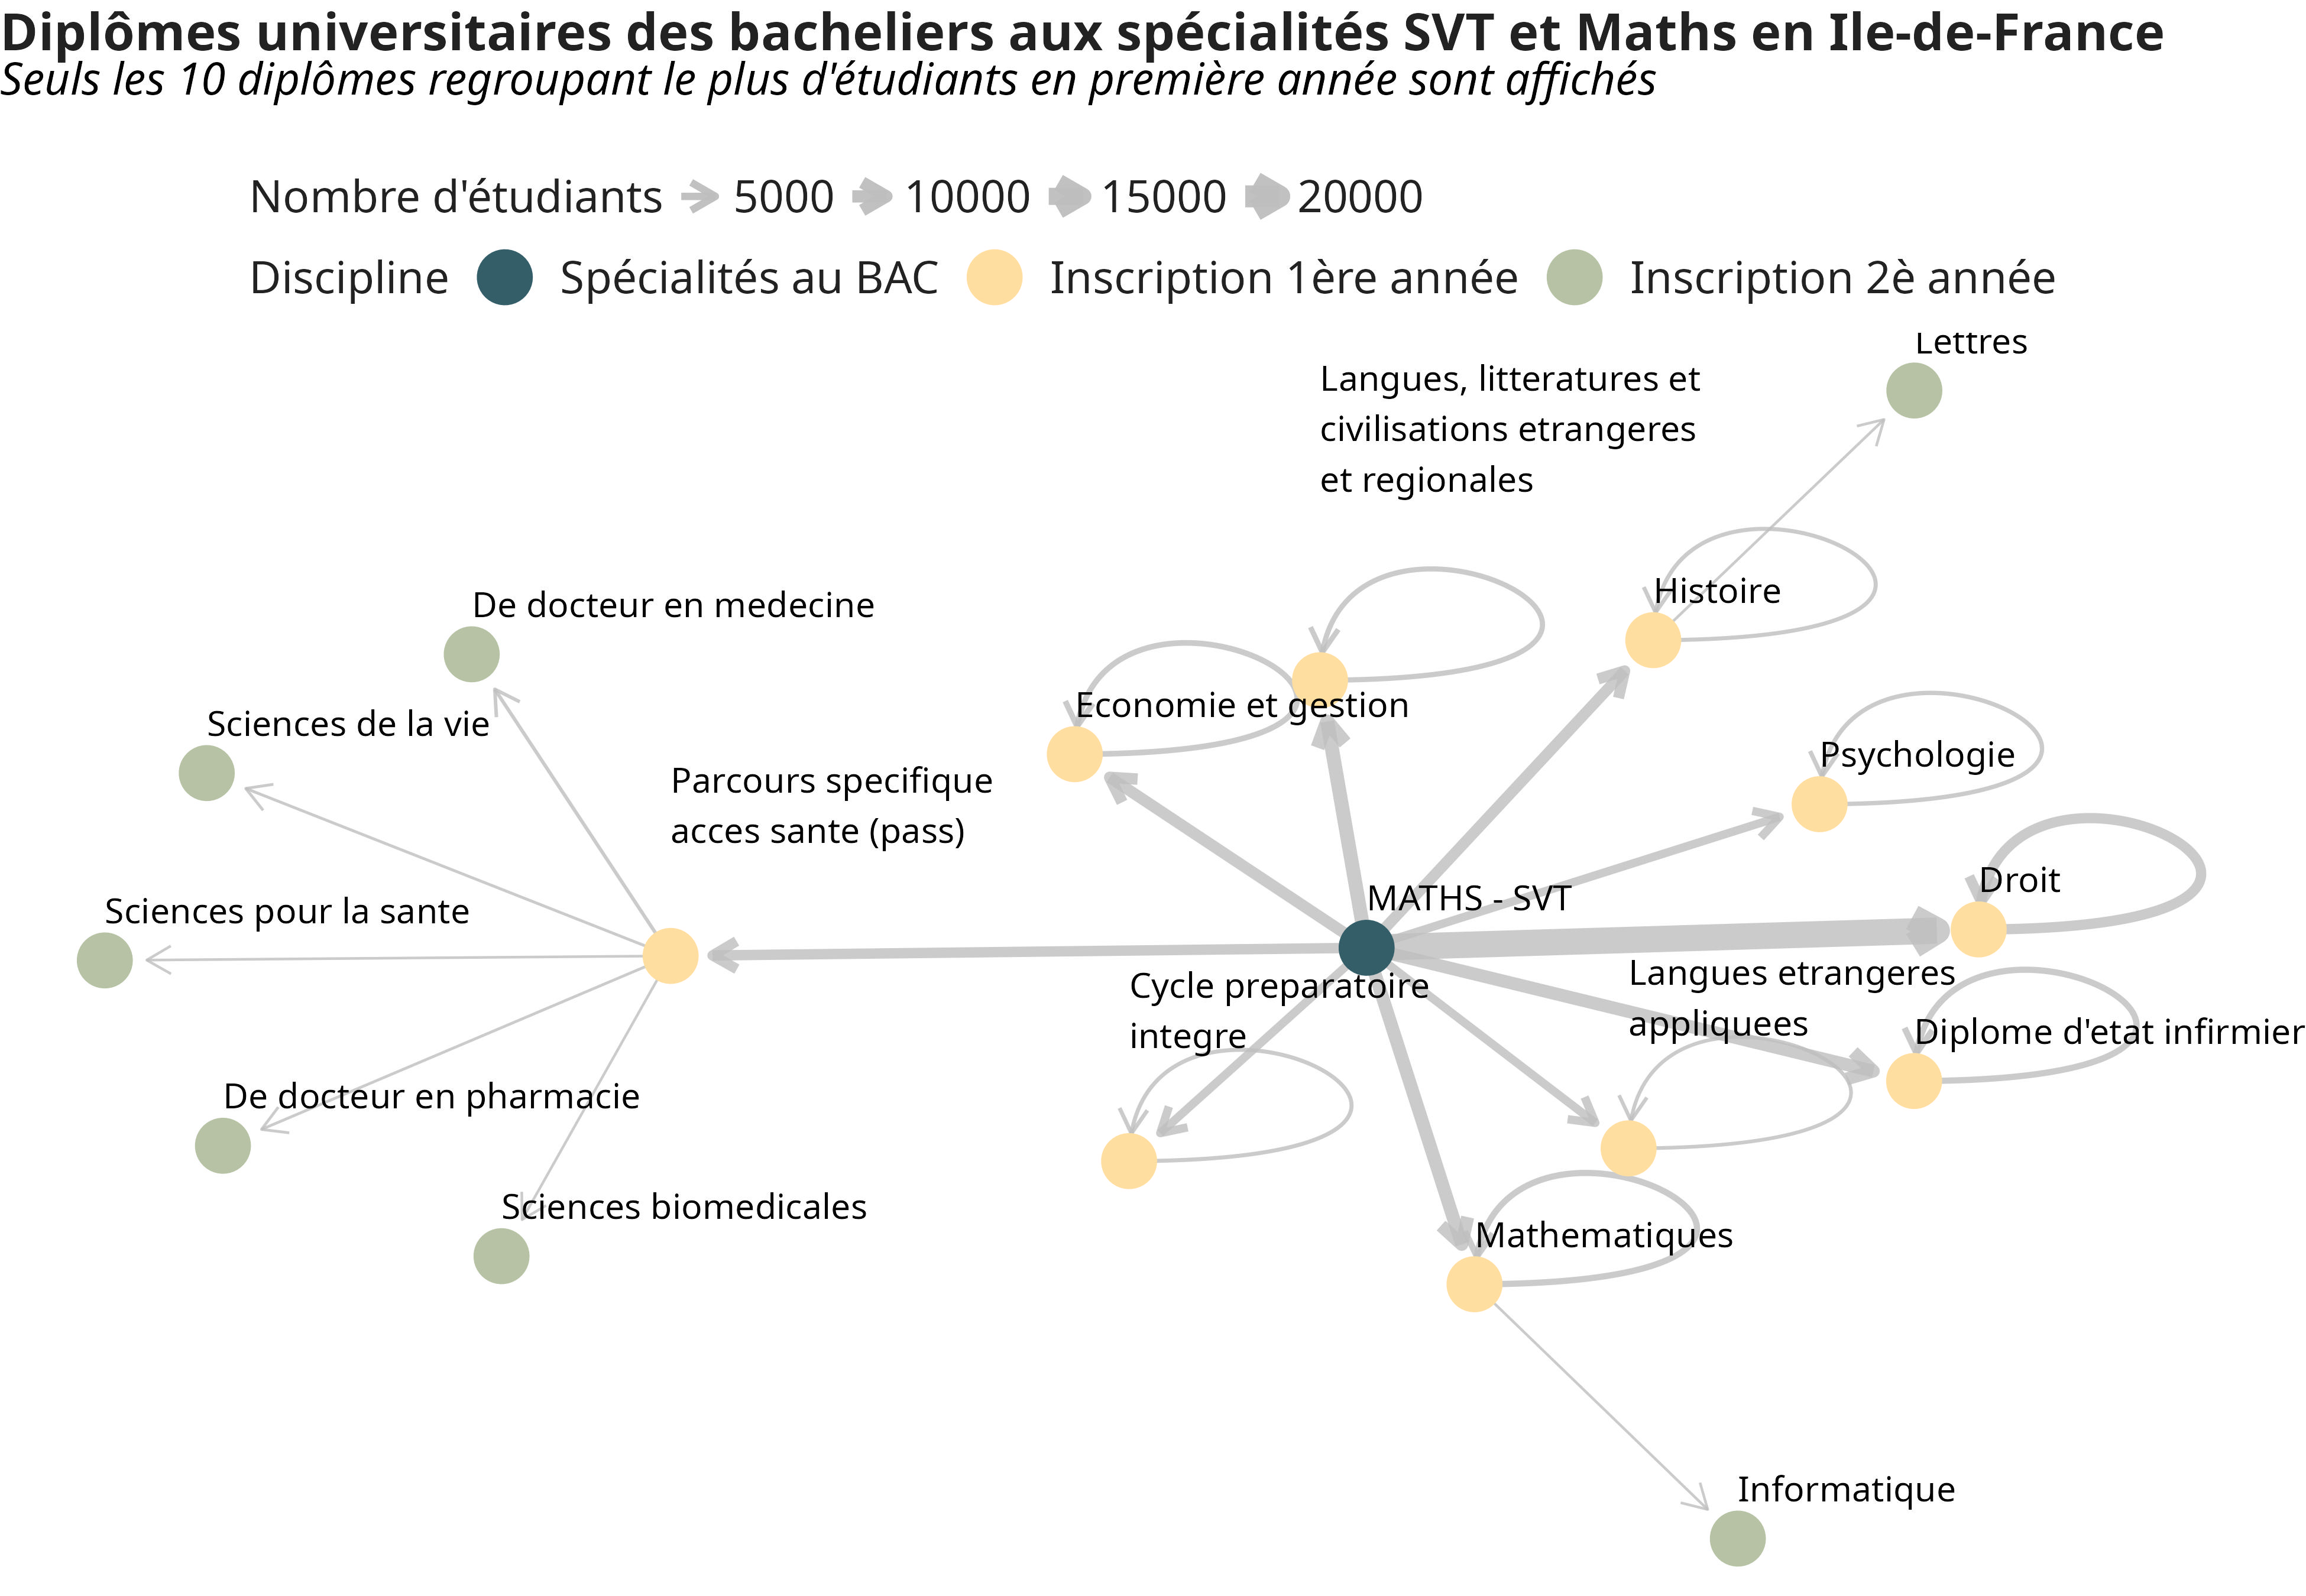 Diplômes universitaires des bacheliers aux spécialités SVT et Maths en Ile-de-France
Seuls les 10 diplômes regroupant le plus d'étudiants en première année sont affichés
Nombre d'étudiants 5000 10000 15000 20000
Discipline Spécialités au BAC Inscription 1ère année Inscription 2è année
Lettres
Langues, litteratures et
civilisations etrangeres
et regionales
Histoire
De docteur en medecine
Economie et gestion
Sciences de la vie
Psychologie
Parcours specifique
acces sante (pass)
Droit
MATHS - SVT
Sciences pour la sante
Langues etrangeres
appliquees
Cycle preparatoire
integre
Diplome d'etat infirmier
De docteur en pharmacie
Sciences biomedicales
Mathematiques
Informatique